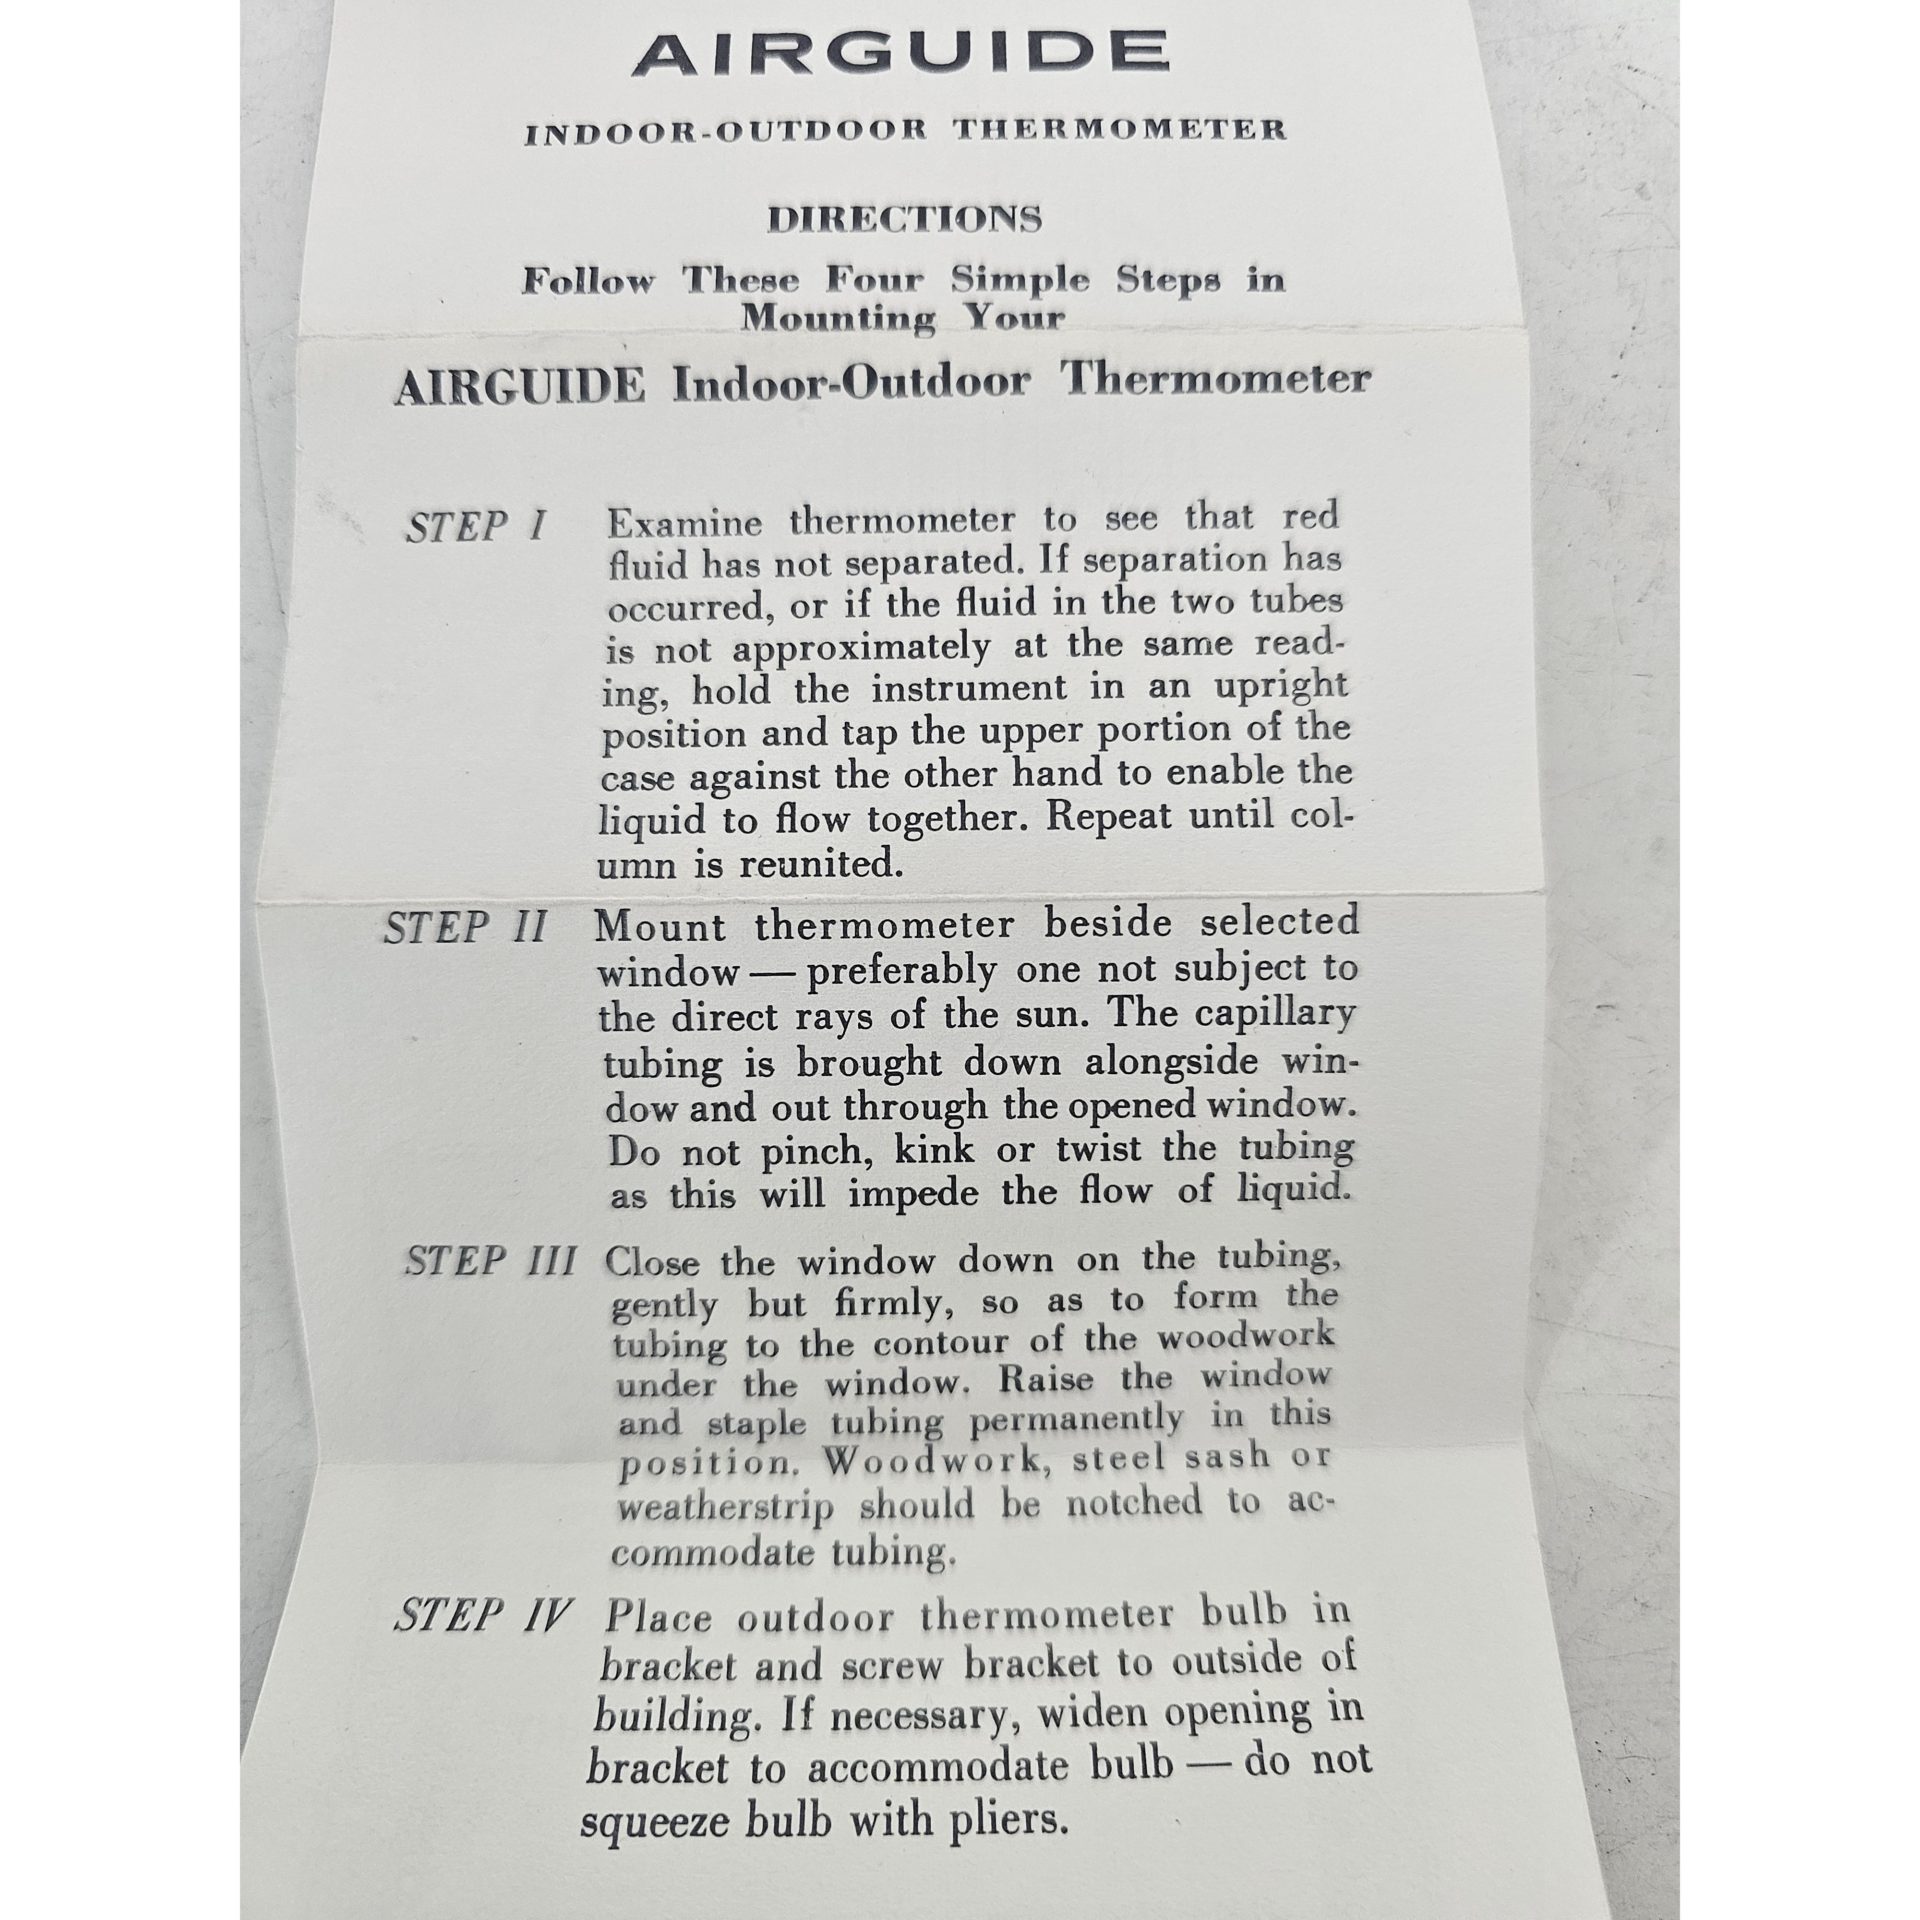 AIRGUIDE
INDOOR-OUTDOOR THERMOMETER
DIRECTIONS
Follow These Four Simple Steps in
Mounting Your
AIRGUIDE Indoor-Outdoor Thermometer
STEP I Examine thermometer to see that red
fluid has not separated. If separation has
occurred, or if the fluid in the two tubes
is not approximately at the same read-
ing, hold the instrument in an upright
position and tap the upper portion of the
case against the other hand to enable the
liquid to flow together. Repeat until col-
umn is reunited.
STEP II Mount thermometer beside selected
window — preferably one not subject to
the direct rays of the sun. The capillary
tubing is brought down alongside win-
dow and out through the opened window.
Do not pinch, kink or twist the tubing
as this will impede the flow of liquid.
STEP III Close the window down on the tubing,
gently but firmly, so as to form the
tubing to the contour of the woodwork
under the window. Raise the window
and staple tubing permanently in this
position. Woodwork, steel sash or
weatherstrip should be notched to ac-
commodate tubing.
STEP IV Place outdoor thermometer bulb in
bracket and screw bracket to outside of
building. If necessary, widen opening in
bracket to accommodate bulb — do not
squeeze bulb with pliers.